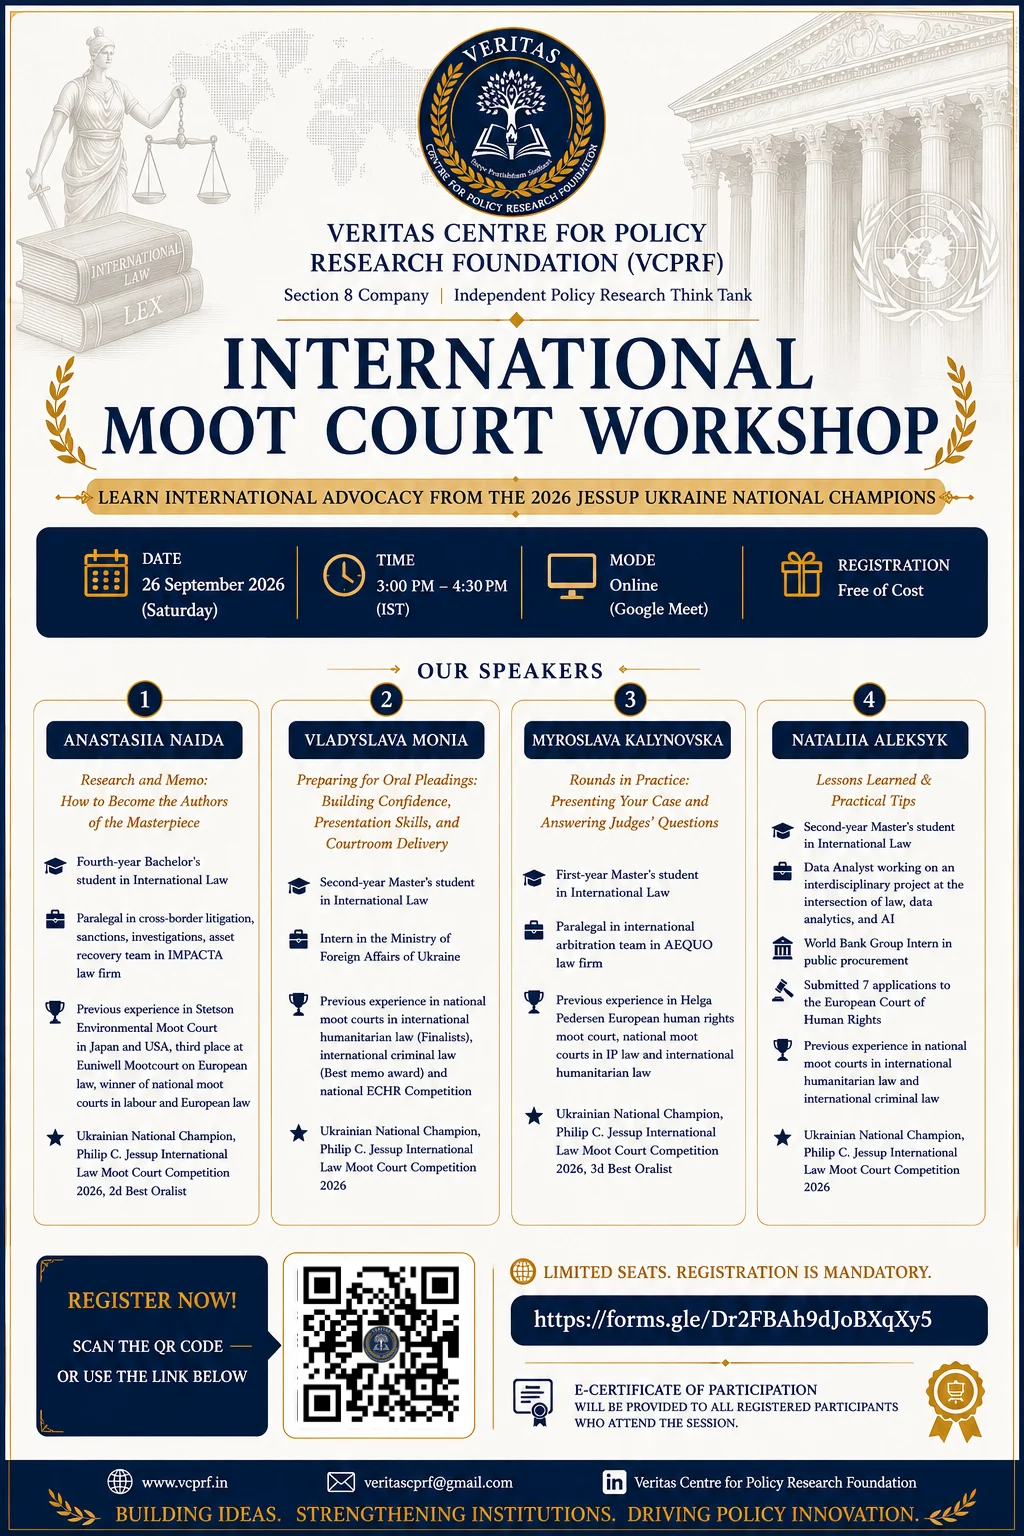 VERITAS
CENTRE FOR POLICY RESEARCH FOUNDATION
INTERNATIONAL
LAW
LEX
VERITAS CENTRE FOR POLICY
RESEARCH FOUNDATION (VCPRF)
Section 8 Company | Independent Policy Research Think Tank
INTERNATIONAL
MOOT COURT WORKSHOP
LEARN INTERNATIONAL ADVOCACY FROM THE 2026 JESSUP UKRAINE NATIONAL CHAMPIONS
DATE
26 September 2026
(Saturday)
TIME
3:00 PM – 4:30 PM
(IST)
MODE
Online
(Google Meet)
REGISTRATION
Free of Cost
OUR SPEAKERS
1
ANASTASIIA NAIDA
Research and Memo:
How to Become the Authors
of the Masterpiece
Fourth-year Bachelor's
student in International Law
Paralegal in cross-border litigation,
sanctions, investigations, asset
recovery team in IMPACTA
law firm
Previous experience in Stetson
Environmental Moot Court
in Japan and USA, third place at
Euniwell Mootcourt on European
law, winner of national moot
courts in labour and European law
Ukrainian National Champion,
Philip C. Jessup International
Law Moot Court Competition
2026, 2d Best Oralist
2
VLADYSLAVA MONIA
Preparing for Oral Pleadings:
Building Confidence,
Presentation Skills, and
Courtroom Delivery
Second-year Master's student
in International Law
Intern in the Ministry of
Foreign Affairs of Ukraine
Previous experience in national
moot courts in international
humanitarian law (Finalists),
international criminal law
(Best memo award) and
national ECHR Competition
Ukrainian National Champion,
Philip C. Jessup International
Law Moot Court Competition
2026
3
MYROSLAVA KALYNOVSKA
Rounds in Practice:
Presenting Your Case and
Answering Judges' Questions
First-year Master's student
in International Law
Paralegal in international
arbitration team in AEQUO
law firm
Previous experience in Helga
Pedersen European human rights
moot court, national moot
courts in IP law and international
humanitarian law
Ukrainian National Champion,
Philip C. Jessup International
Law Moot Court Competition
2026, 3d Best Oralist
4
NATALIIA ALEKSYK
Lessons Learned &
Practical Tips
Second-year Master's student
in International Law
Data Analyst working on an
interdisciplinary project at the
intersection of law, data
analytics, and AI
World Bank Group Intern in
public procurement
Submitted 7 applications to
the European Court of
Human Rights
Previous experience in national
moot courts in international
humanitarian law and
international criminal law
Ukrainian National Champion,
Philip C. Jessup International
Law Moot Court Competition
2026
REGISTER NOW!
SCAN THE QR CODE
OR USE THE LINK BELOW
LIMITED SEATS. REGISTRATION IS MANDATORY.
https://forms.gle/Dr2FBAh9dJoBXqXy5
E-CERTIFICATE OF PARTICIPATION
WILL BE PROVIDED TO ALL REGISTERED PARTICIPANTS
WHO ATTEND THE SESSION.
www.vcprf.in
veritascprf@gmail.com
in Veritas Centre for Policy Research Foundation
BUILDING IDEAS. STRENGTHENING INSTITUTIONS. DRIVING POLICY INNOVATION.